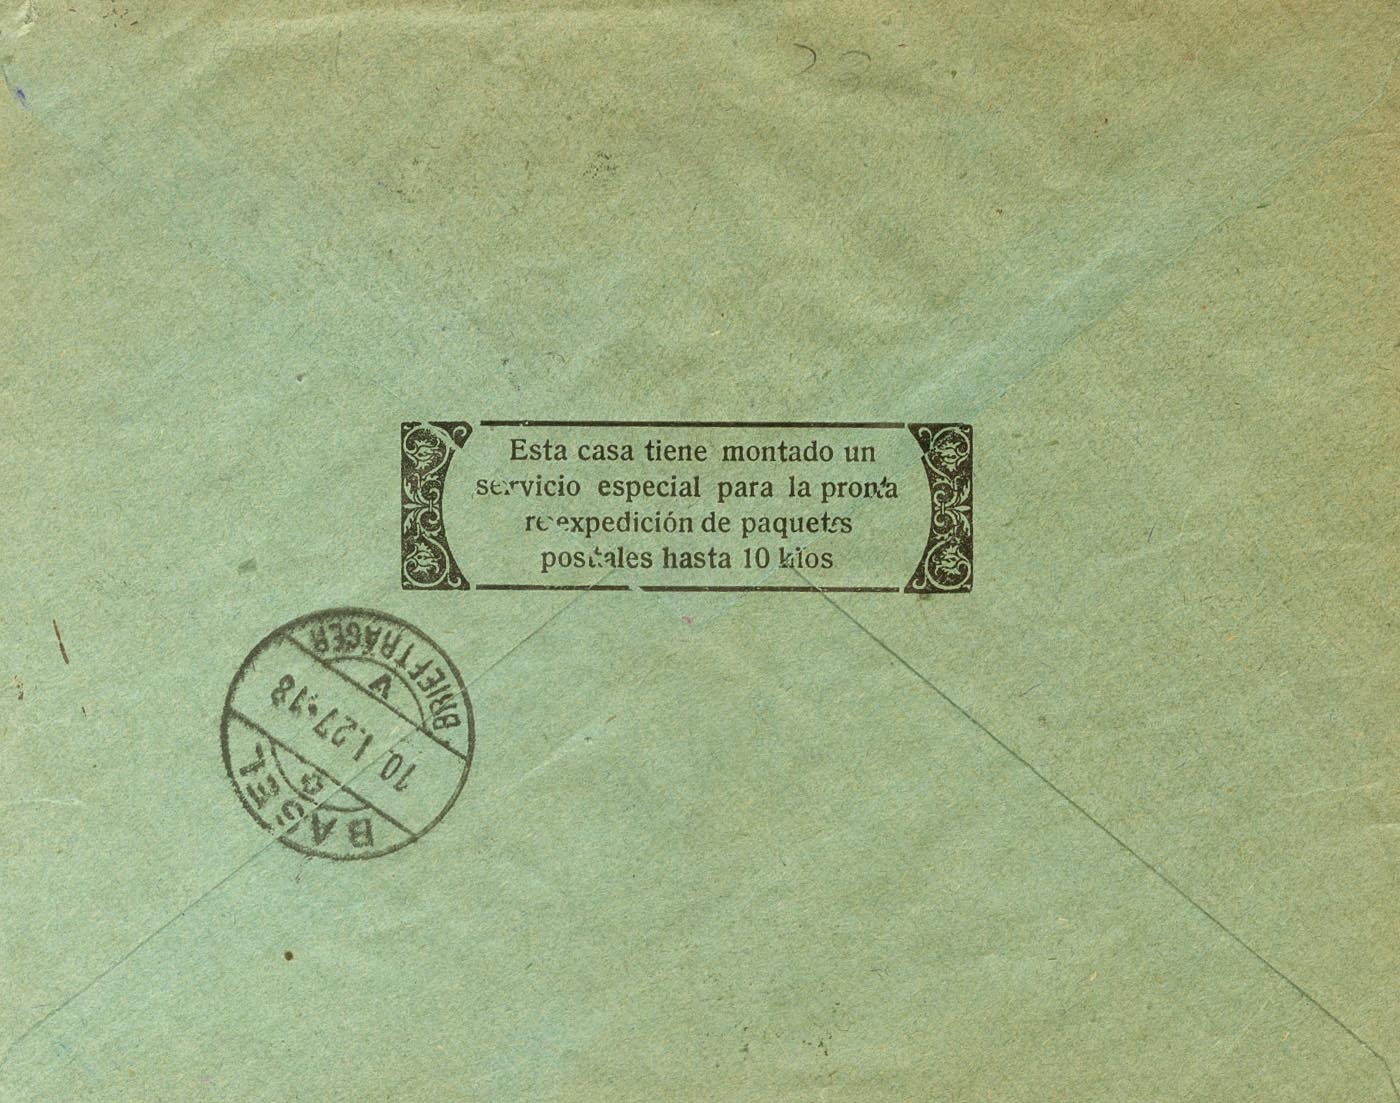 Esta casa tiene montado un
servicio especial para la pronta
reexpedición de paquetes
postales hasta 10 kilos
BRIEFTRÄGER
V
10.I.27-18
BASEL